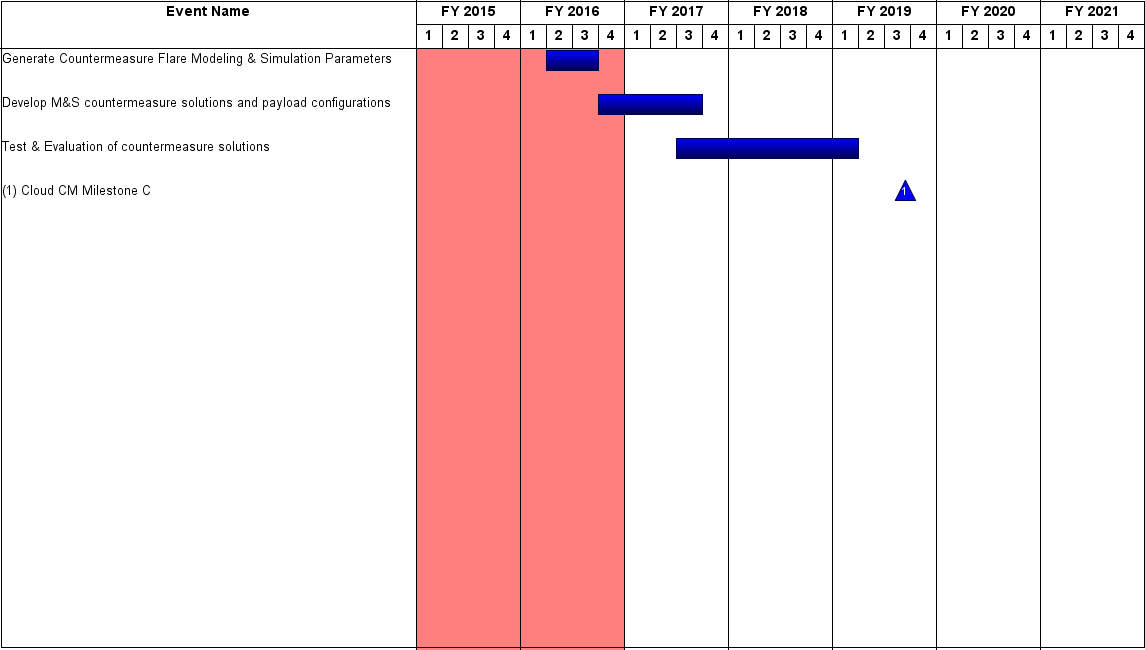 Event Name FY 2015 FY 2016 FY 2017 FY 2018 FY 2019 FY 2020 FY 2021
1 2 3 4 1 2 3 4 1 2 3 4 1 2 3 4 1 2 3 4 1 2 3 4 1 2 3 4
Generate Countermeasure Flare Modeling & Simulation Parameters
Develop M&S countermeasure solutions and payload configurations
Test & Evaluation of countermeasure solutions
(1) Cloud CM Milestone C 1